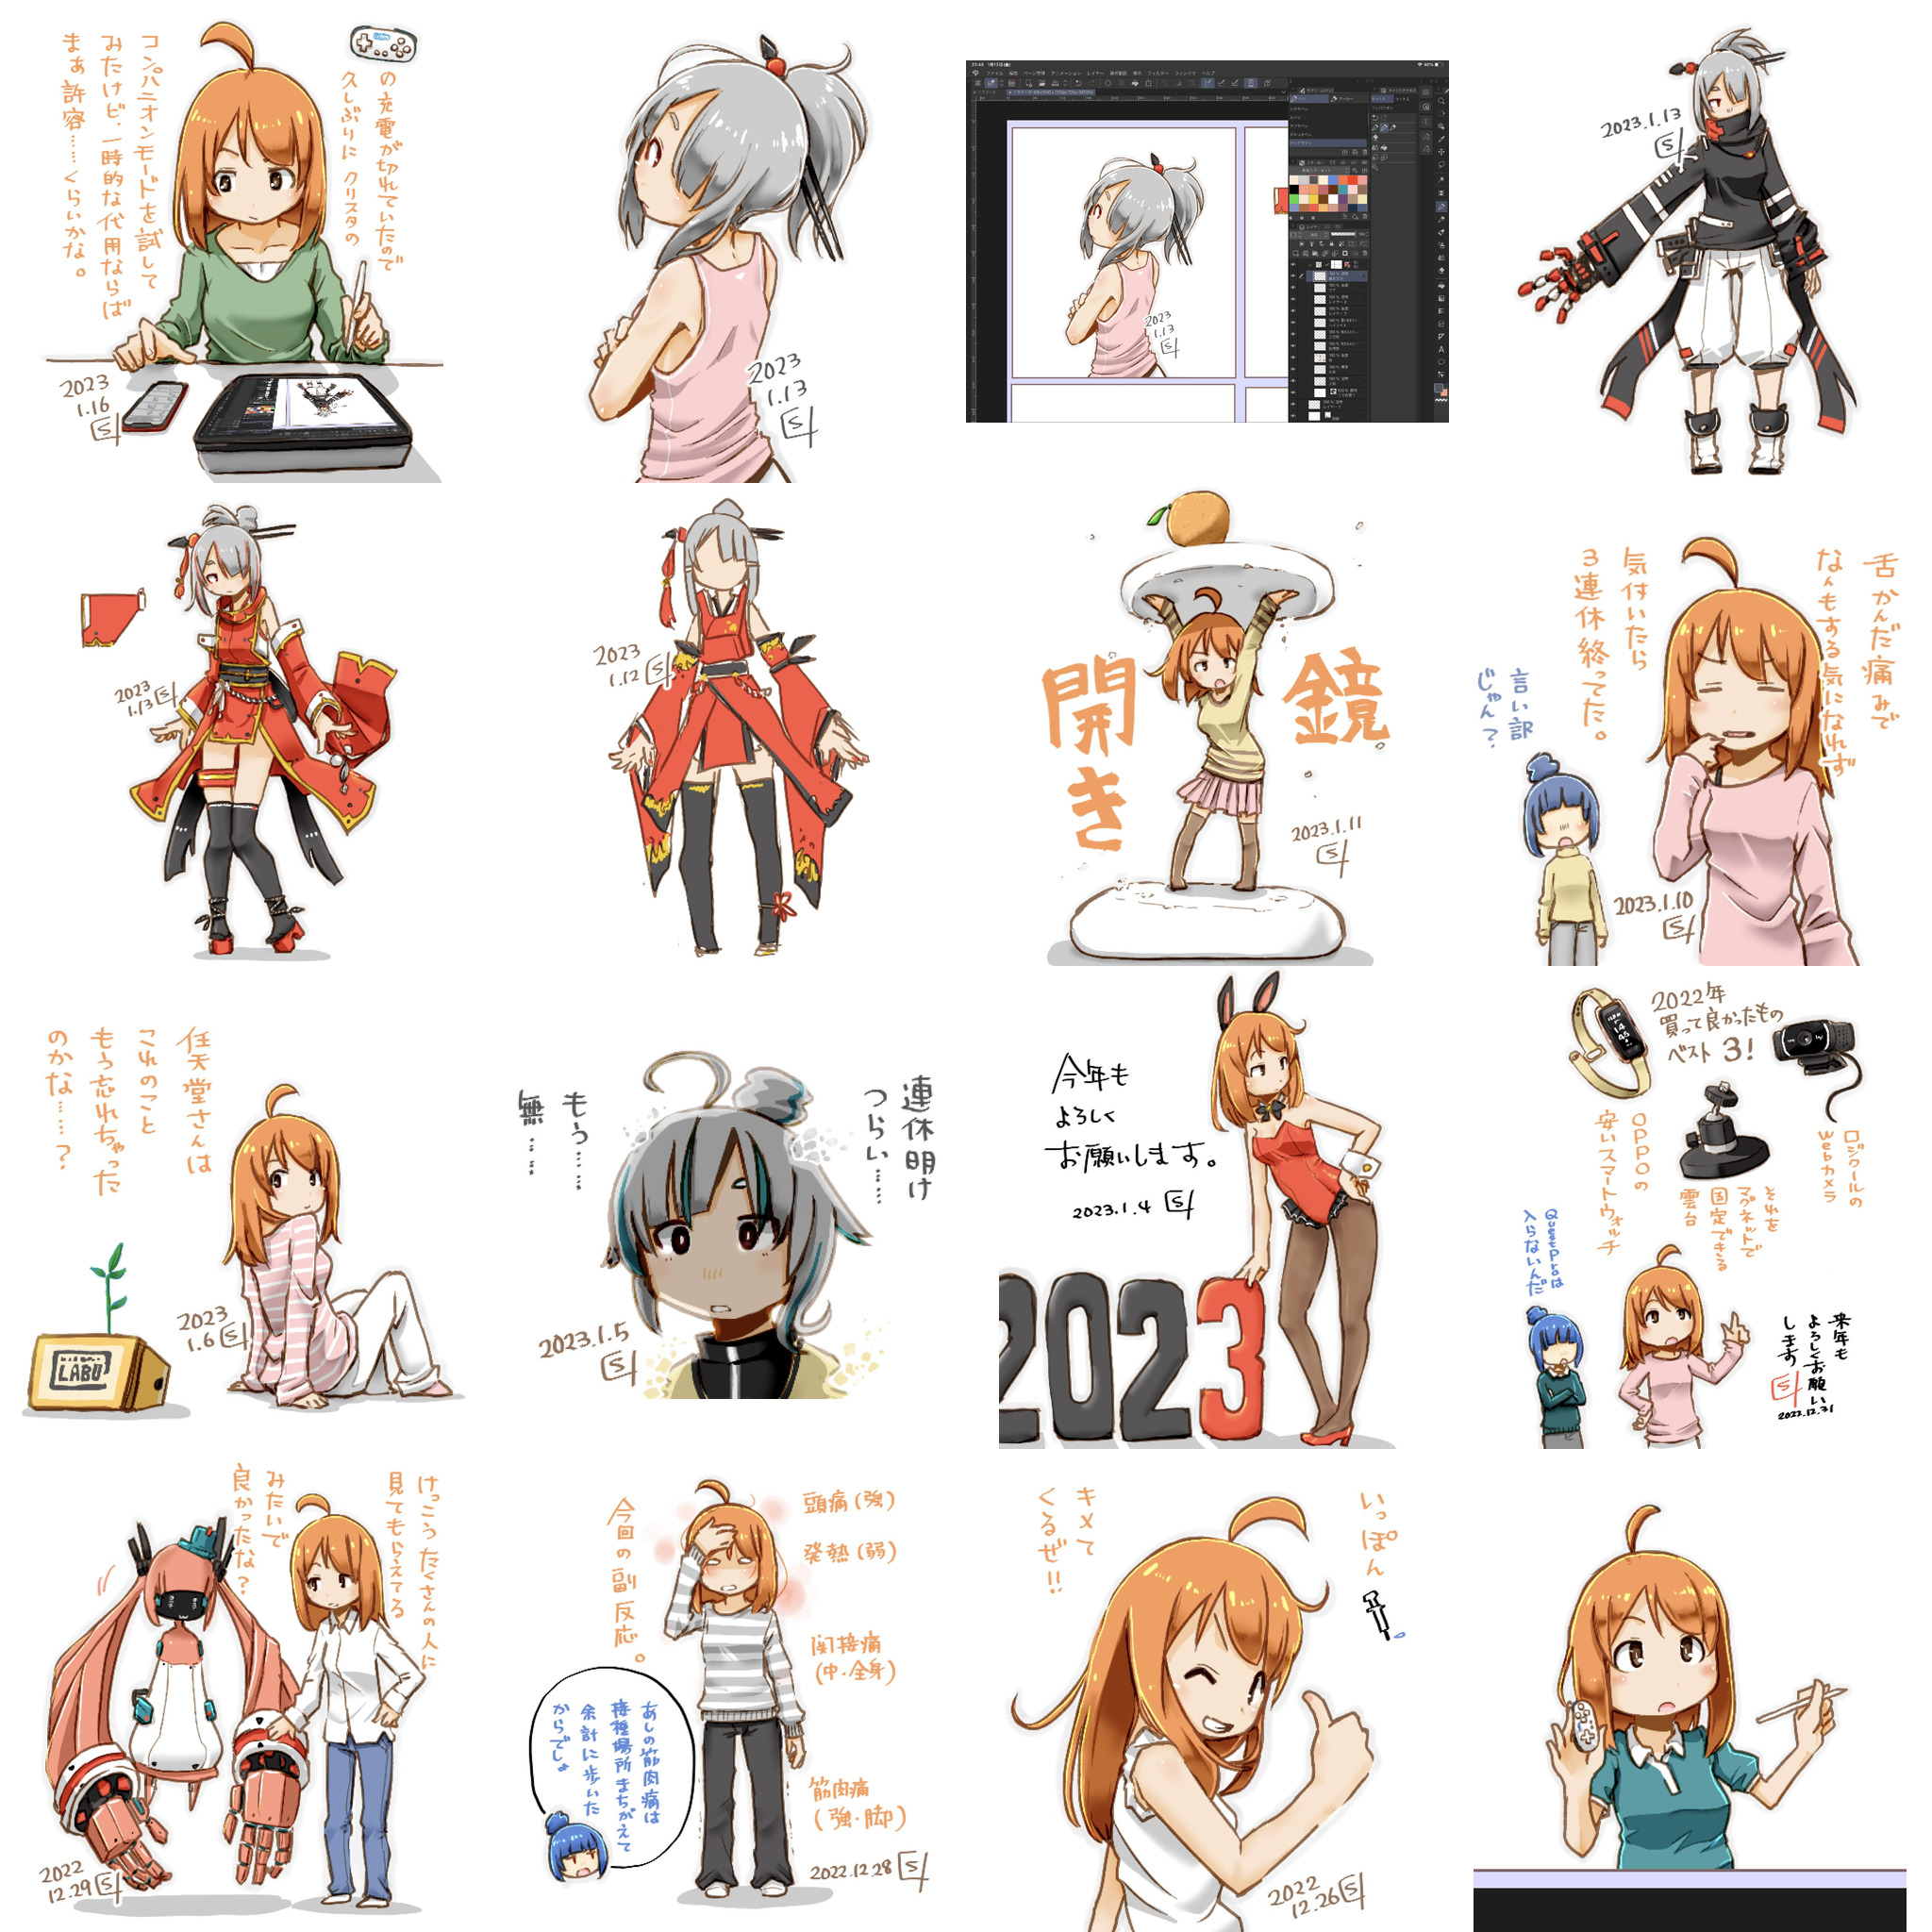 の充電が切れていたので
久しぶりに クリスタの
コンパニオンモードを試して
みたけど、一時的な代用ならば
まぁ許容……くらいかな。
2023
1.16
2023
1.13
2023
1.13
2023.1.13
2023
1.13
2023
1.12
鏡
開き
2023.1.11
舌かんだ痛みで
なんもする気になれず
気付いたら
3連休終ってた。
言い訳
じゃん？
2023.1.10
任天堂さんは
これのこと
もう忘れちゃった
のかな……？
LABO
2023
1.6
連休明け
つらい……
もう……
無……
2023.1.5
今年も
よろしく
お願いします。
2023.1.4
2023
2022年
買って良かったもの
ベスト 3！
ロジクールの
Webカメラ
それを
マグネットで
固定できる
雲台
OPPOの
安いスマートウォッチ
QuestProは
入らないんだ
来年も
よろしくお願い
します
2022.12.31
けっこうたくさんの人に
見てもらえてる
みたいで
良かったな？
2022
12.29
今回の副反応。
頭痛(強)
発熱(弱)
関接痛
(中・全身)
筋肉痛
(強・脚)
あしの筋肉痛は
接種場所まちがえて
余計に歩いた
からでしょ
2022.12.28
いっぽん
キメて
くるぜ!!
2022
12.26